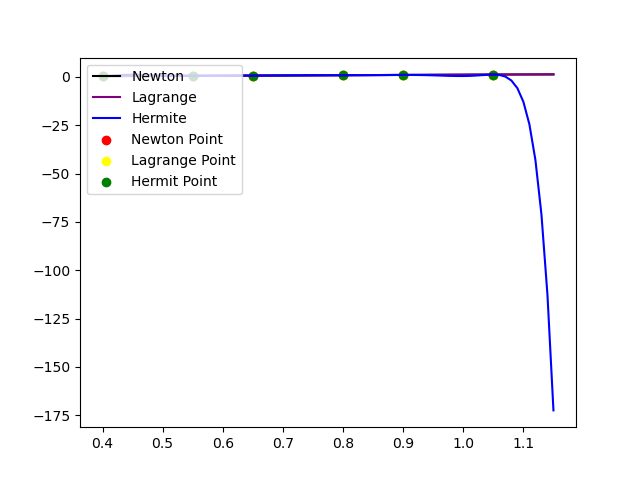 0
−25
−50
−75
−100
−125
−150
−175
Newton
Lagrange
Hermite
Newton Point
Lagrange Point
Hermit Point
0.4 0.5 0.6 0.7 0.8 0.9 1.0 1.1